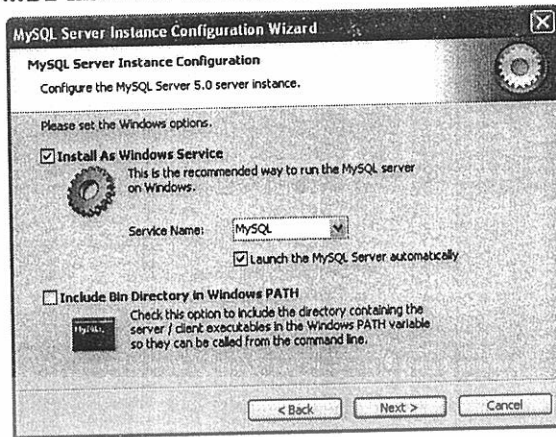 MySQL Server Instance Configuration Wizard
MySQL Server Instance Configuration
Configure the MySQL Server 5.0 server instance.
Please set the Windows options.
Install As Windows Service
This is the recommended way to run the MySQL server
on Windows.
Service Name:
MySQL
Launch the MySQL Server automatically
Include Bin Directory in Windows PATH
Check this option to include the directory containing the
server / client executables in the Windows PATH variable
so they can be called from the command line.
< Back
Next >
Cancel